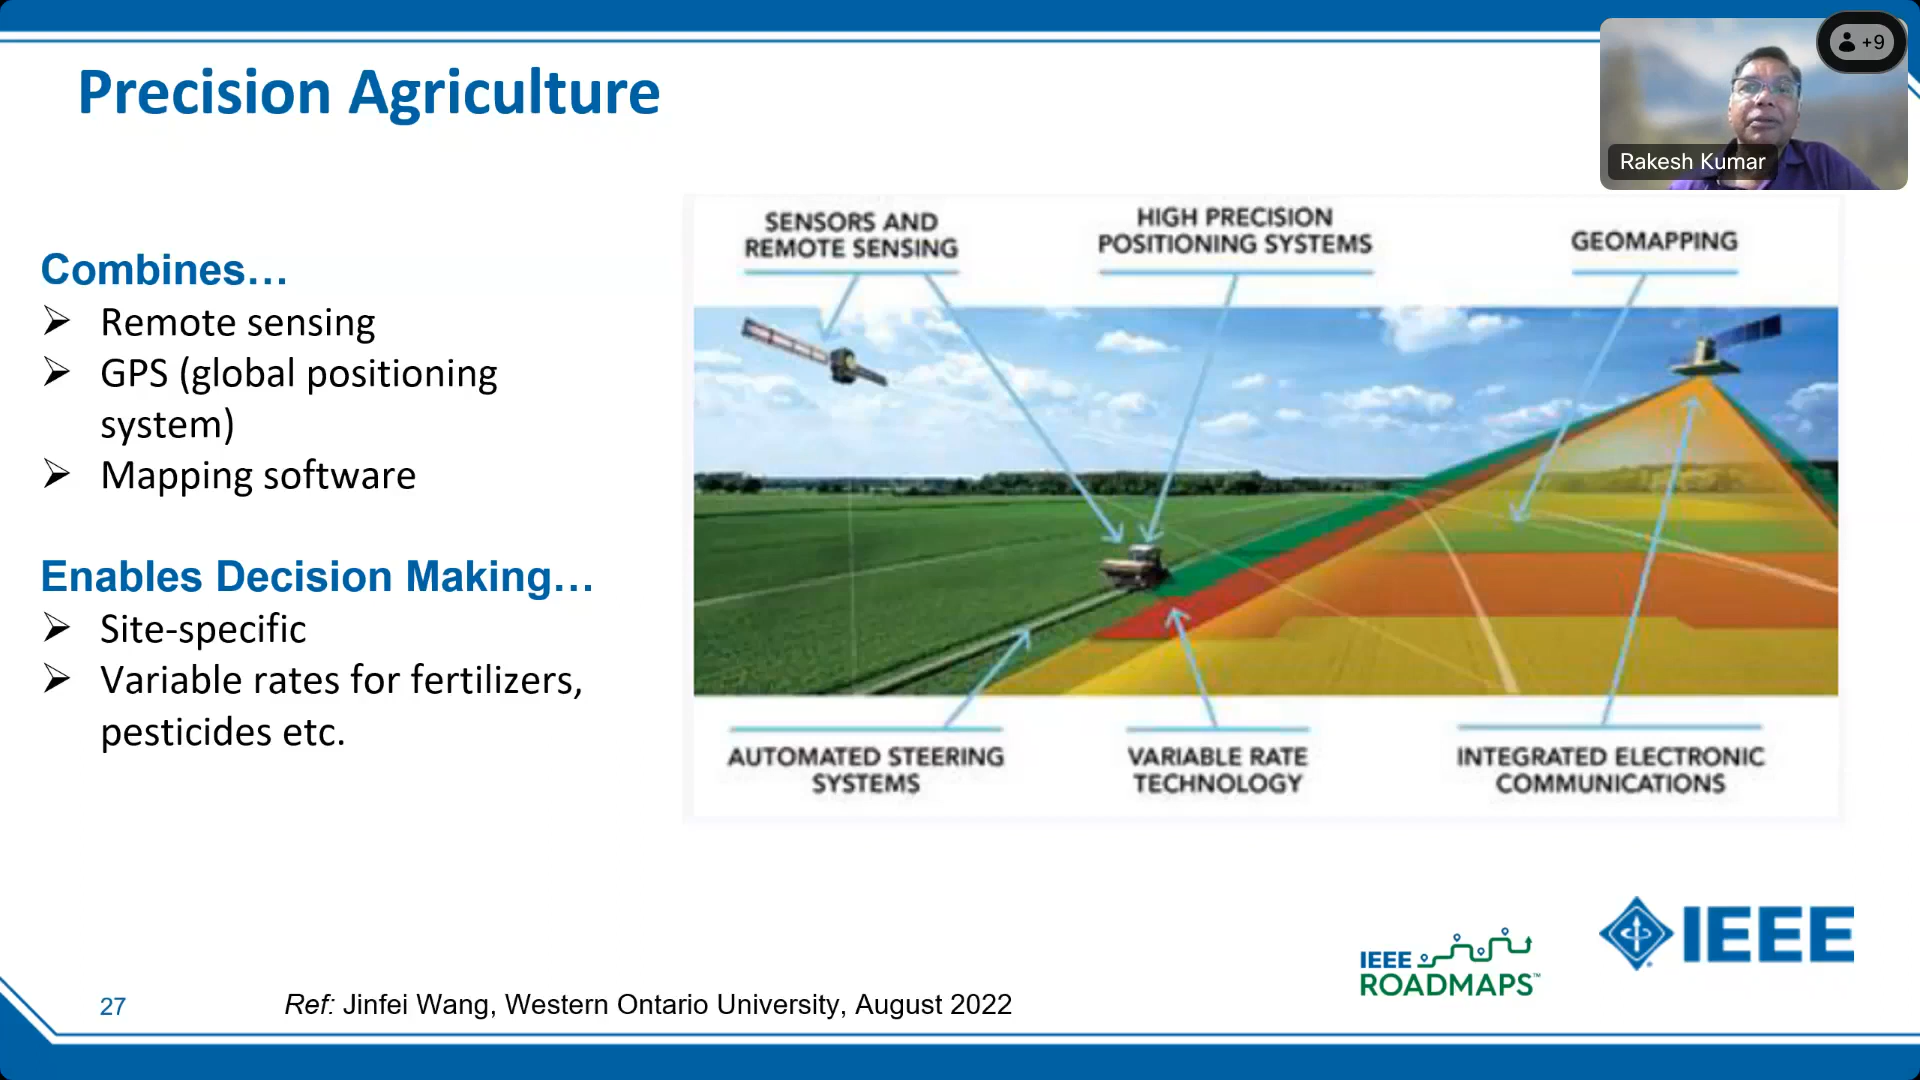 Precision Agriculture
+9
Rakesh Kumar
Combines…
➢ Remote sensing
➢ GPS (global positioning
system)
➢ Mapping software
Enables Decision Making…
➢ Site-specific
➢ Variable rates for fertilizers,
pesticides etc.
SENSORS AND
REMOTE SENSING
HIGH PRECISION
POSITIONING SYSTEMS
GEOMAPPING
AUTOMATED STEERING
SYSTEMS
VARIABLE RATE
TECHNOLOGY
INTEGRATED ELECTRONIC
COMMUNICATIONS
IEEE
ROADMAPS™
IEEE
27
Ref: Jinfei Wang, Western Ontario University, August 2022